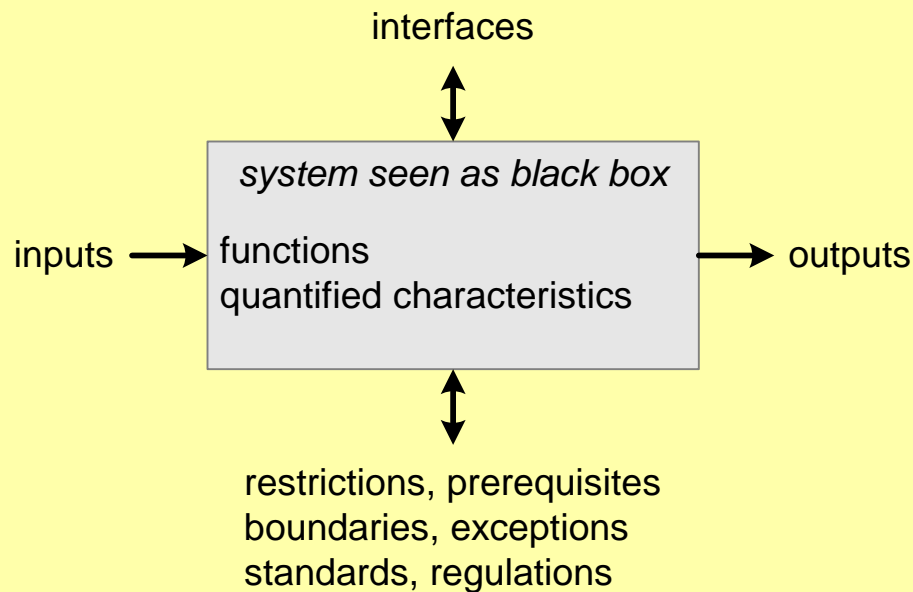 interfaces
system seen as black box
inputs
functions
quantified characteristics
outputs
restrictions, prerequisites
boundaries, exceptions
standards, regulations